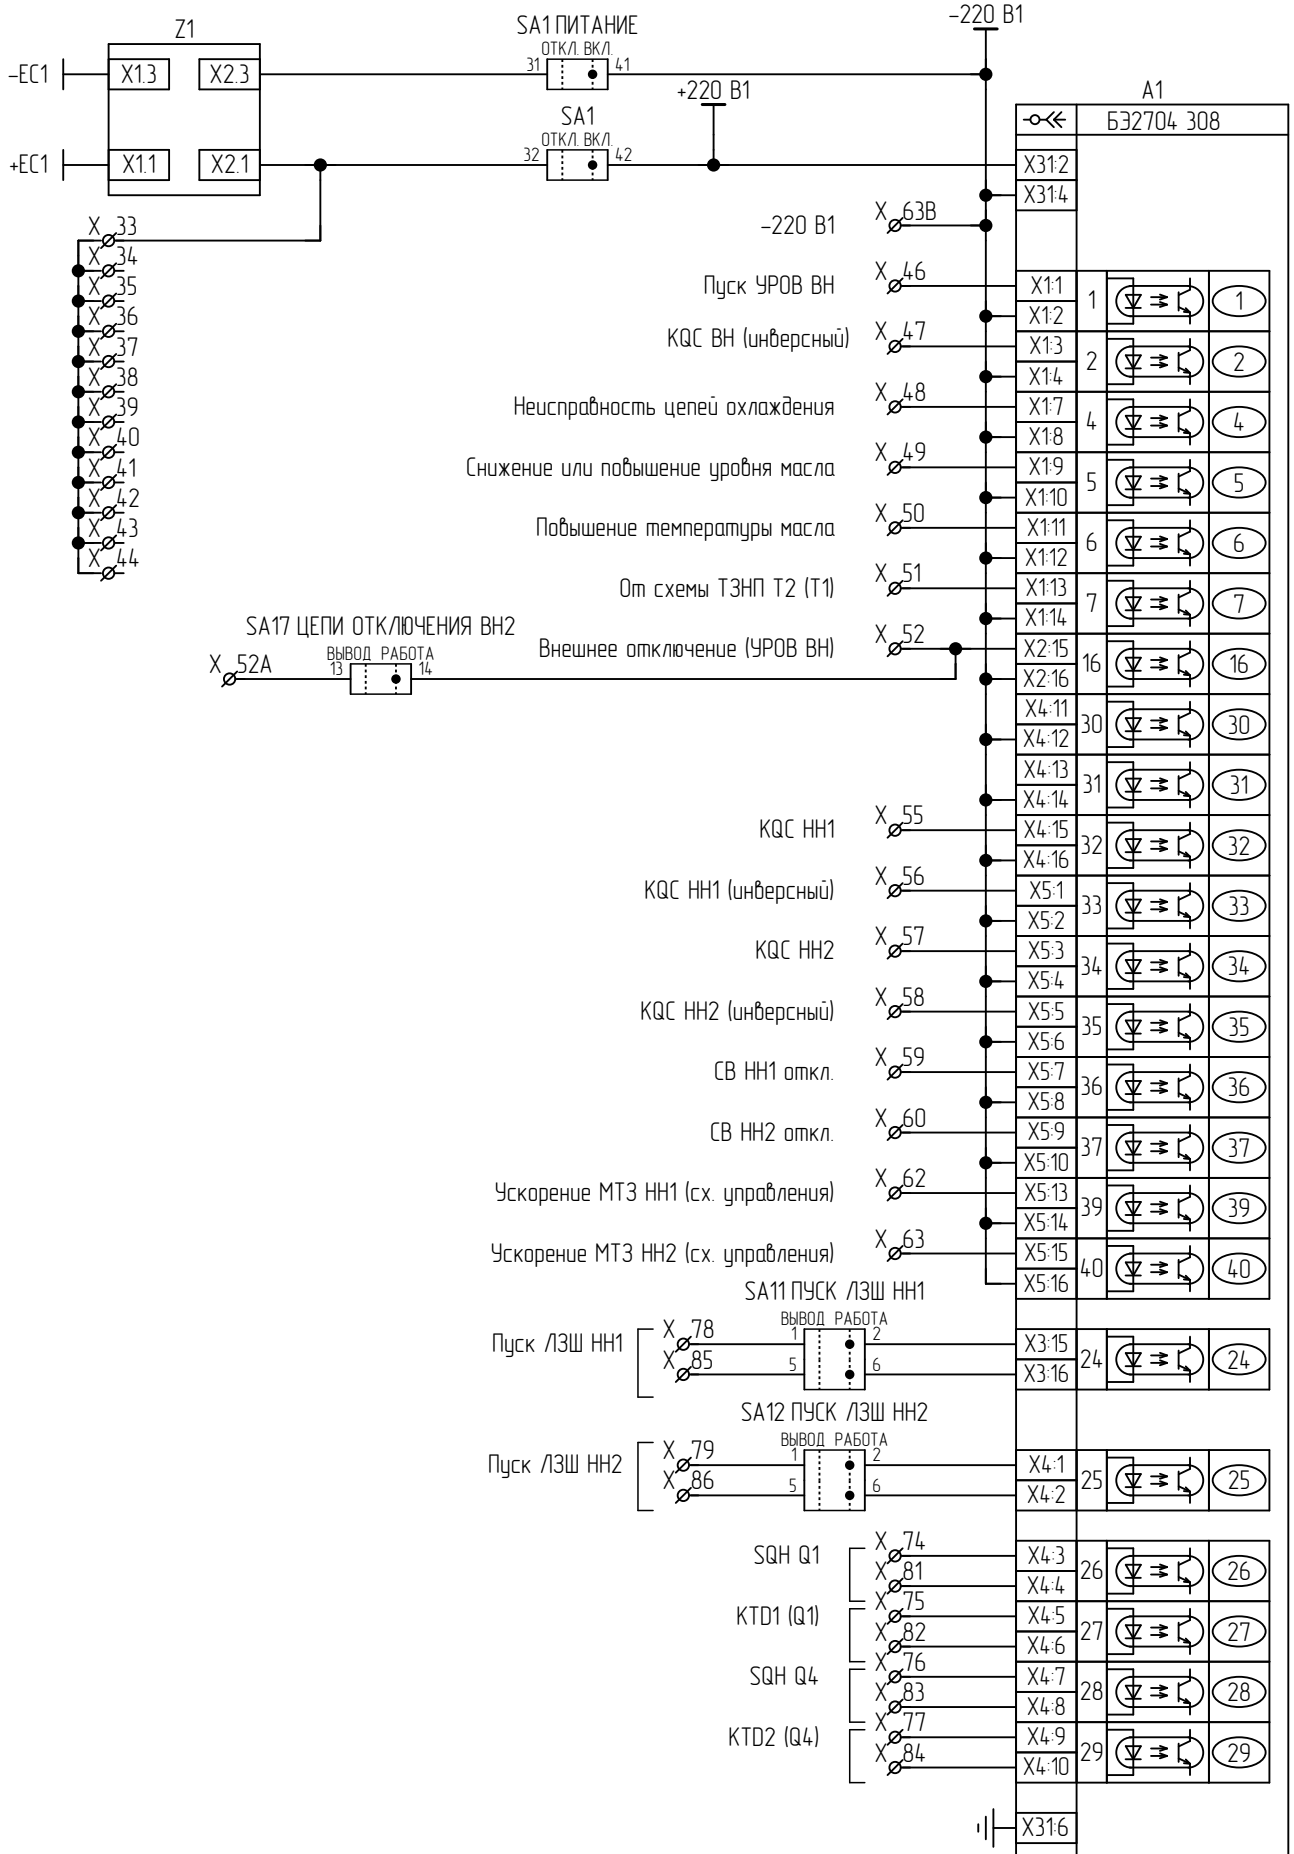 -220 В1
Z1
SA1 ПИТАНИЕ
ОТКЛ. ВКЛ.
-EC1
X1.3
X2.3
31
41
+220 В1
A1
SA1
БЭ2704 308
ОТКЛ. ВКЛ.
+EC1
X1.1
X2.1
32
42
X31:2
X31:4
X 33
X 34
X 35
X 36
X 37
X 38
X 39
X 40
X 41
X 42
X 43
X 44
-220 В1 X 63В
Пуск УРОВ ВН X 46 X1:1 1 1
X1:2
KQC ВН (инверсный) X 47 X1:3 2 2
X1:4
Неисправность цепей охлаждения X 48 X1:7 4 4
X1:8
Снижение или повышение уровня масла X 49 X1:9 5 5
X1:10
Повышение температуры масла X 50 X1:11 6 6
X1:12
От схемы ТЗНП Т2 (Т1) X 51 X1:13 7 7
X1:14
SA17 ЦЕПИ ОТКЛЮЧЕНИЯ ВН2
ВЫВОД РАБОТА
X 52А 13 14
Внешнее отключение (УРОВ ВН) X 52 X2:15 16 16
X2:16
X4:11 30 30
X4:12
X4:13 31 31
X4:14
KQC НН1 X 55 X4:15 32 32
X4:16
KQC НН1 (инверсный) X 56 X5:1 33 33
X5:2
KQC НН2 X 57 X5:3 34 34
X5:4
KQC НН2 (инверсный) X 58 X5:5 35 35
X5:6
СВ НН1 откл. X 59 X5:7 36 36
X5:8
СВ НН2 откл. X 60 X5:9 37 37
X5:10
Ускорение МТЗ НН1 (сх. управления) X 62 X5:13 39 39
X5:14
Ускорение МТЗ НН2 (сх. управления) X 63 X5:15 40 40
X5:16
SA11 ПУСК ЛЗШ НН1
ВЫВОД РАБОТА
Пуск ЛЗШ НН1 X 78 1 2 X3:15 24 24
X 85 5 6 X3:16
SA12 ПУСК ЛЗШ НН2
ВЫВОД РАБОТА
Пуск ЛЗШ НН2 X 79 1 2 X4:1 25 25
X 86 5 6 X4:2
SQH Q1 X 74 X4:3 26 26
X 81 X4:4
KTD1 (Q1) X 75 X4:5 27 27
X 82 X4:6
SQH Q4 X 76 X4:7 28 28
X 83 X4:8
KTD2 (Q4) X 77 X4:9 29 29
X 84 X4:10
X31:6